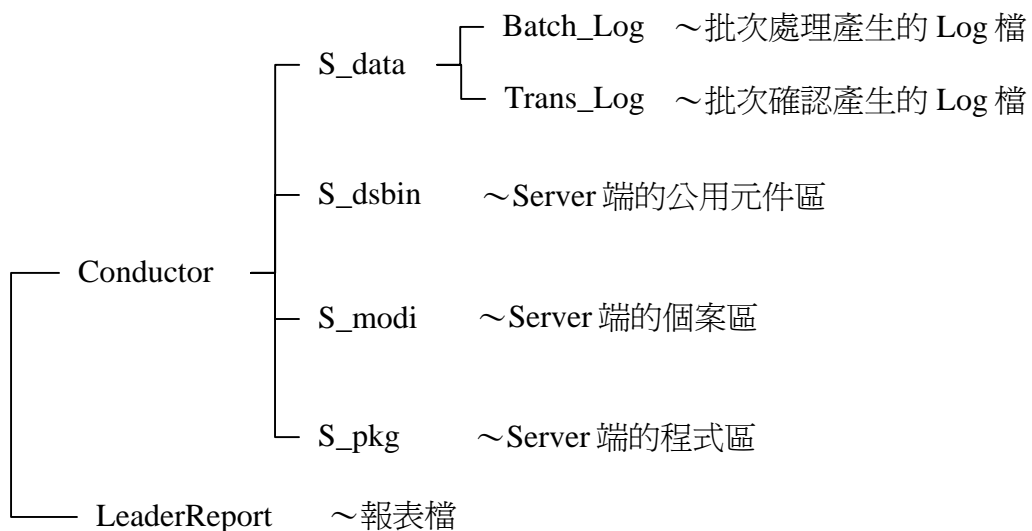 Batch_Log ～批次處理產生的 Log 檔
S_data
Trans_Log ～批次確認產生的 Log 檔
S_dsbin ～Server 端的公用元件區
Conductor
S_modi ～Server 端的個案區
S_pkg ～Server 端的程式區
LeaderReport ～報表檔